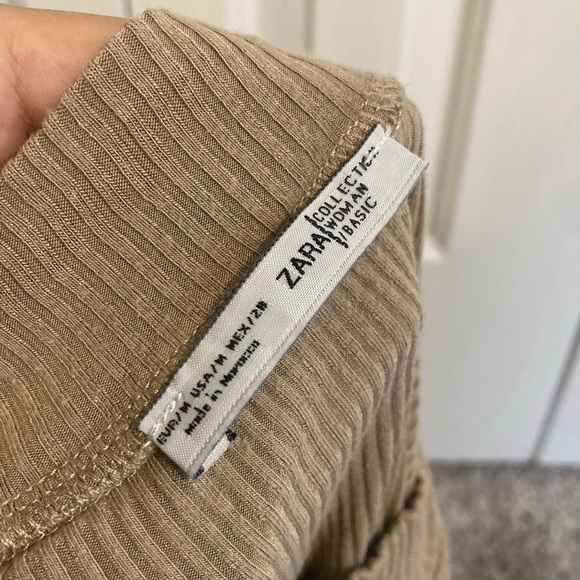 ZARA
COLLECTION
WOMAN
/BASIC
EUR/M USA/M MEX/28
Made in Morocco